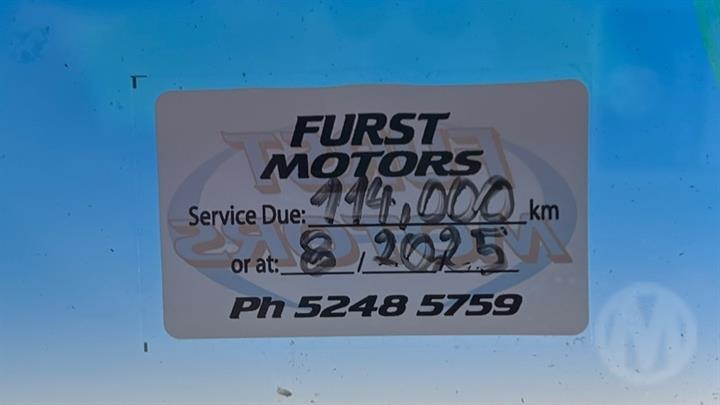 FURST
MOTORS
Service Due: 114,000 km
or at: 8 / 2025
Ph 5248 5759